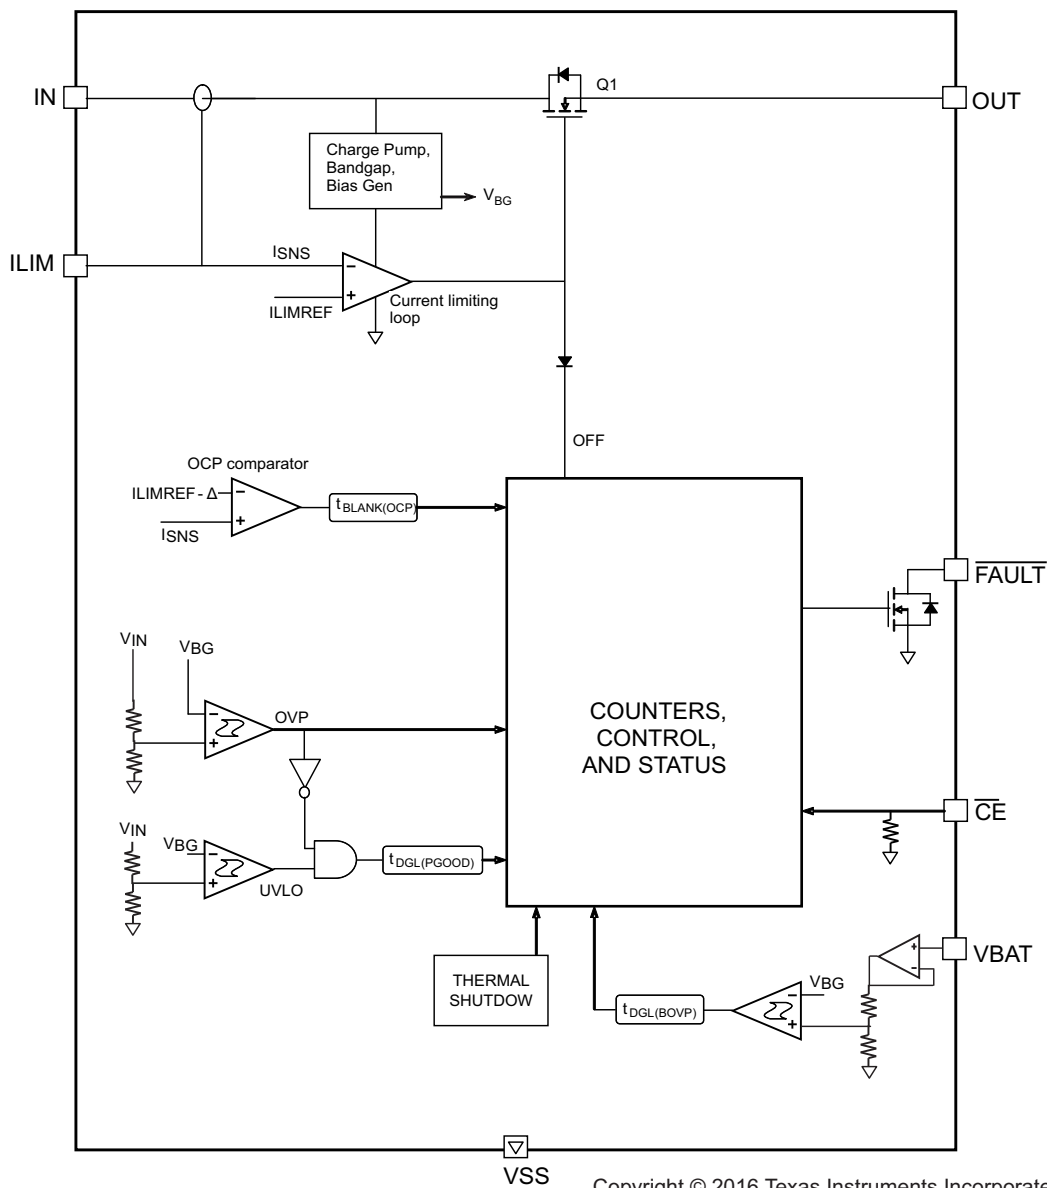 Q1
IN
OUT
Charge Pump,
Bandgap,
Bias Gen
VBG
ILIM
ISNS
ILIMREF
Current limiting
loop
OFF
OCP comparator
ILIMREF - Δ
ISNS
tBLANK(OCP)
FAULT
VIN
VBG
OVP
COUNTERS,
CONTROL,
AND STATUS
CE
VIN
VBG
UVLO
tDGL(PGOOD)
VBAT
THERMAL
SHUTDOW
VBG
tDGL(BOVP)
VSS
Copyright © 2016 Texas Instruments Incorporate